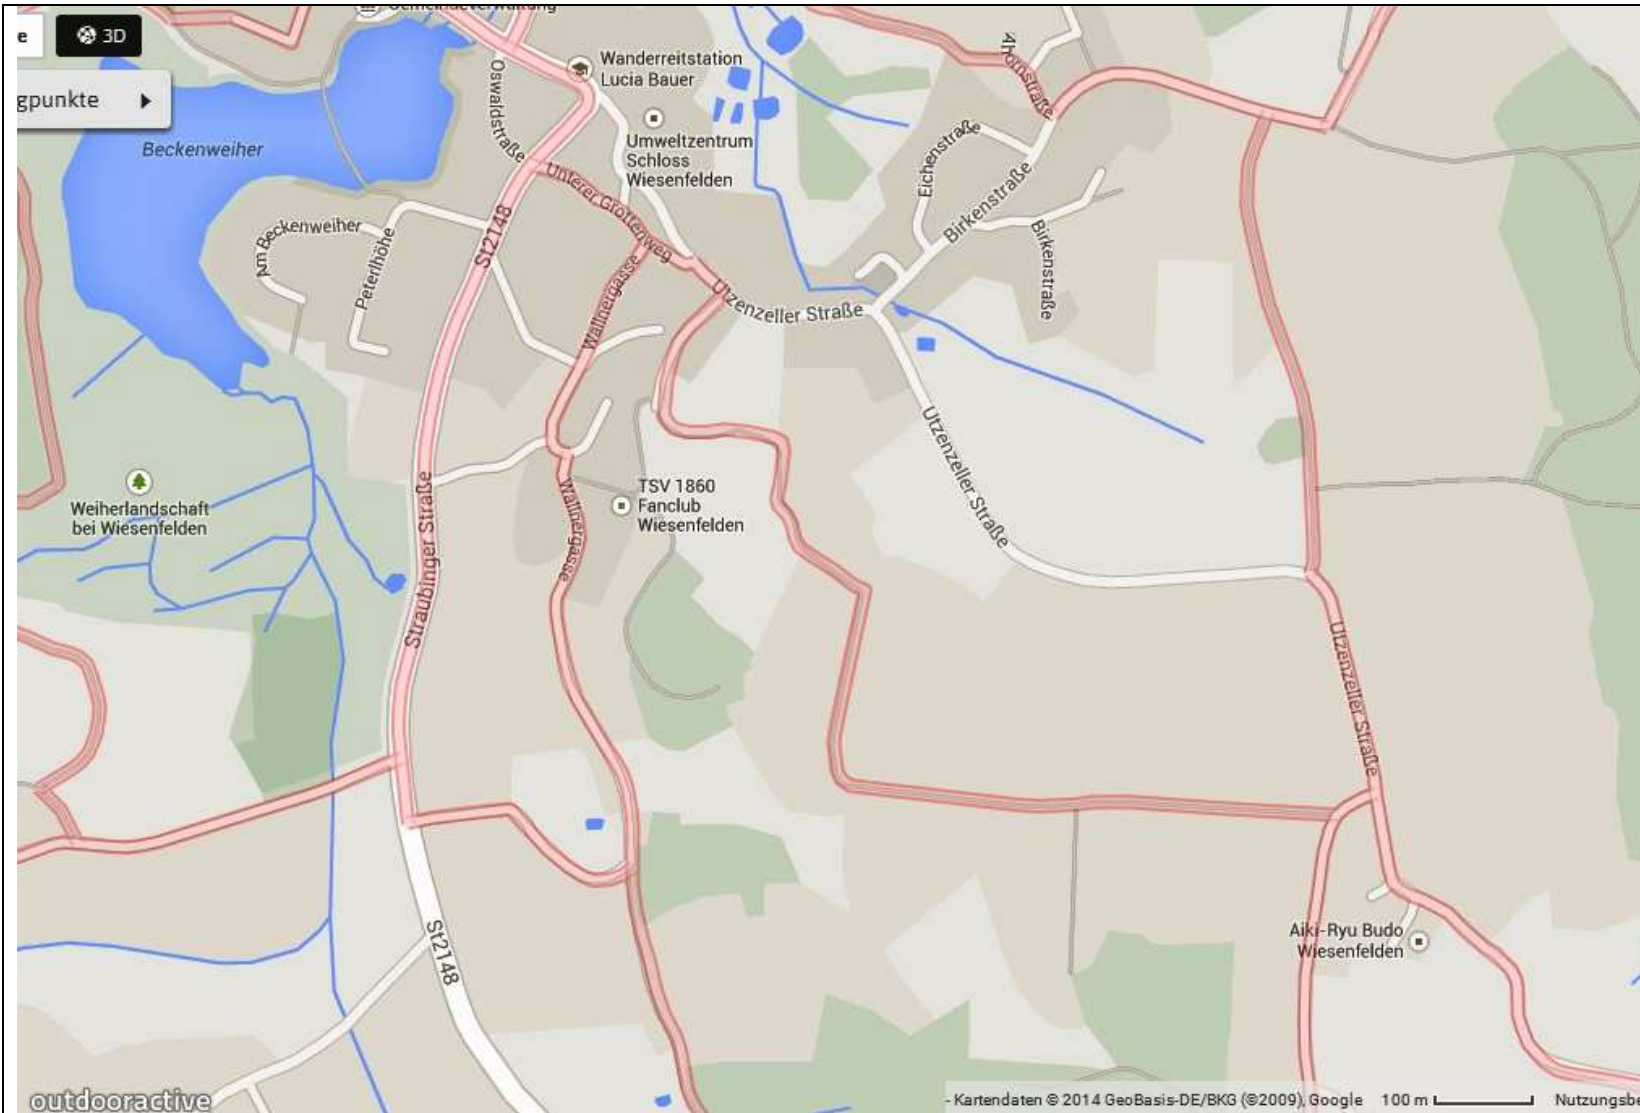 Gemeindeverwaltung
e
3D
gpunkte
Beckenweiher
Oswaldstraße
Wanderreitstation
Lucia Bauer
Umweltzentrum
Schloss
Wiesenfelden
Ahornstraße
Eichenstraße
Birkenstraße
Birkenstraße
Unterer Grottenweg
Am Beckenweiher
Peterlhöhe
St2148
Wallnergasse
Utzenzeller Straße
Utzenzeller Straße
Weiherlandschaft
bei Wiesenfelden
Straubinger Straße
Wallnergasse
TSV 1860
Fanclub
Wiesenfelden
Utzenzeller Straße
St2148
Aiki-Ryu Budo
Wiesenfelden
outdooractive
- Kartendaten © 2014 GeoBasis-DE/BKG (©2009), Google 100 m Nutzungsbe